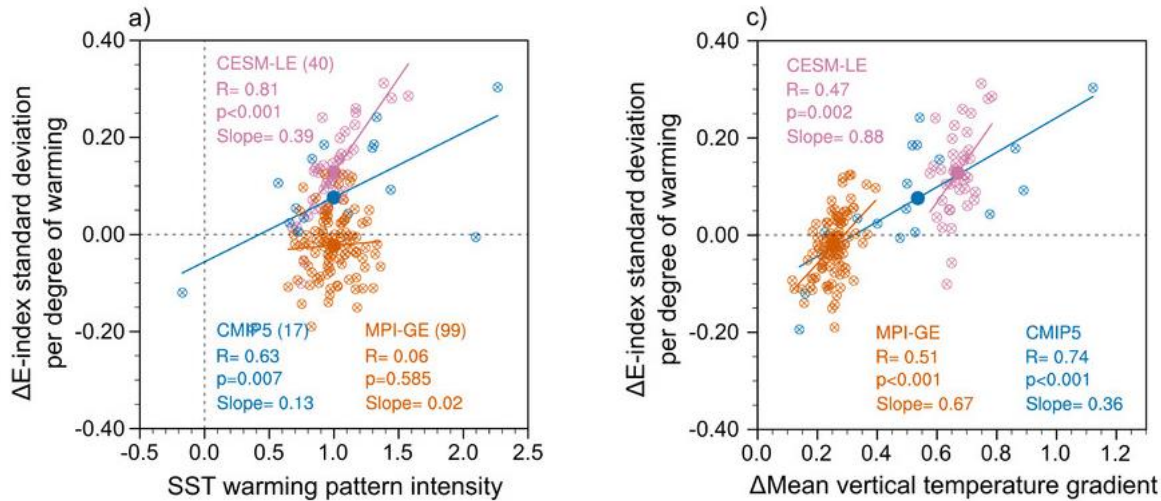 a)
ΔE-index standard deviation
per degree of warming
0.40
0.20
0.00
-0.20
-0.40
CESM-LE (40)
R= 0.81
p<0.001
Slope= 0.39
CMIP5 (17)
R= 0.63
p=0.007
Slope= 0.13
MPI-GE (99)
R= 0.06
p=0.585
Slope= 0.02
-0.5
0.0
0.5
1.0
1.5
2.0
2.5
SST warming pattern intensity
c)
ΔE-index standard deviation
per degree of warming
0.40
0.20
0.00
-0.20
-0.40
CESM-LE
R= 0.47
p=0.002
Slope= 0.88
MPI-GE
R= 0.51
p<0.001
Slope= 0.67
CMIP5
R= 0.74
p<0.001
Slope= 0.36
0.0
0.2
0.4
0.6
0.8
1.0
1.2
ΔMean vertical temperature gradient